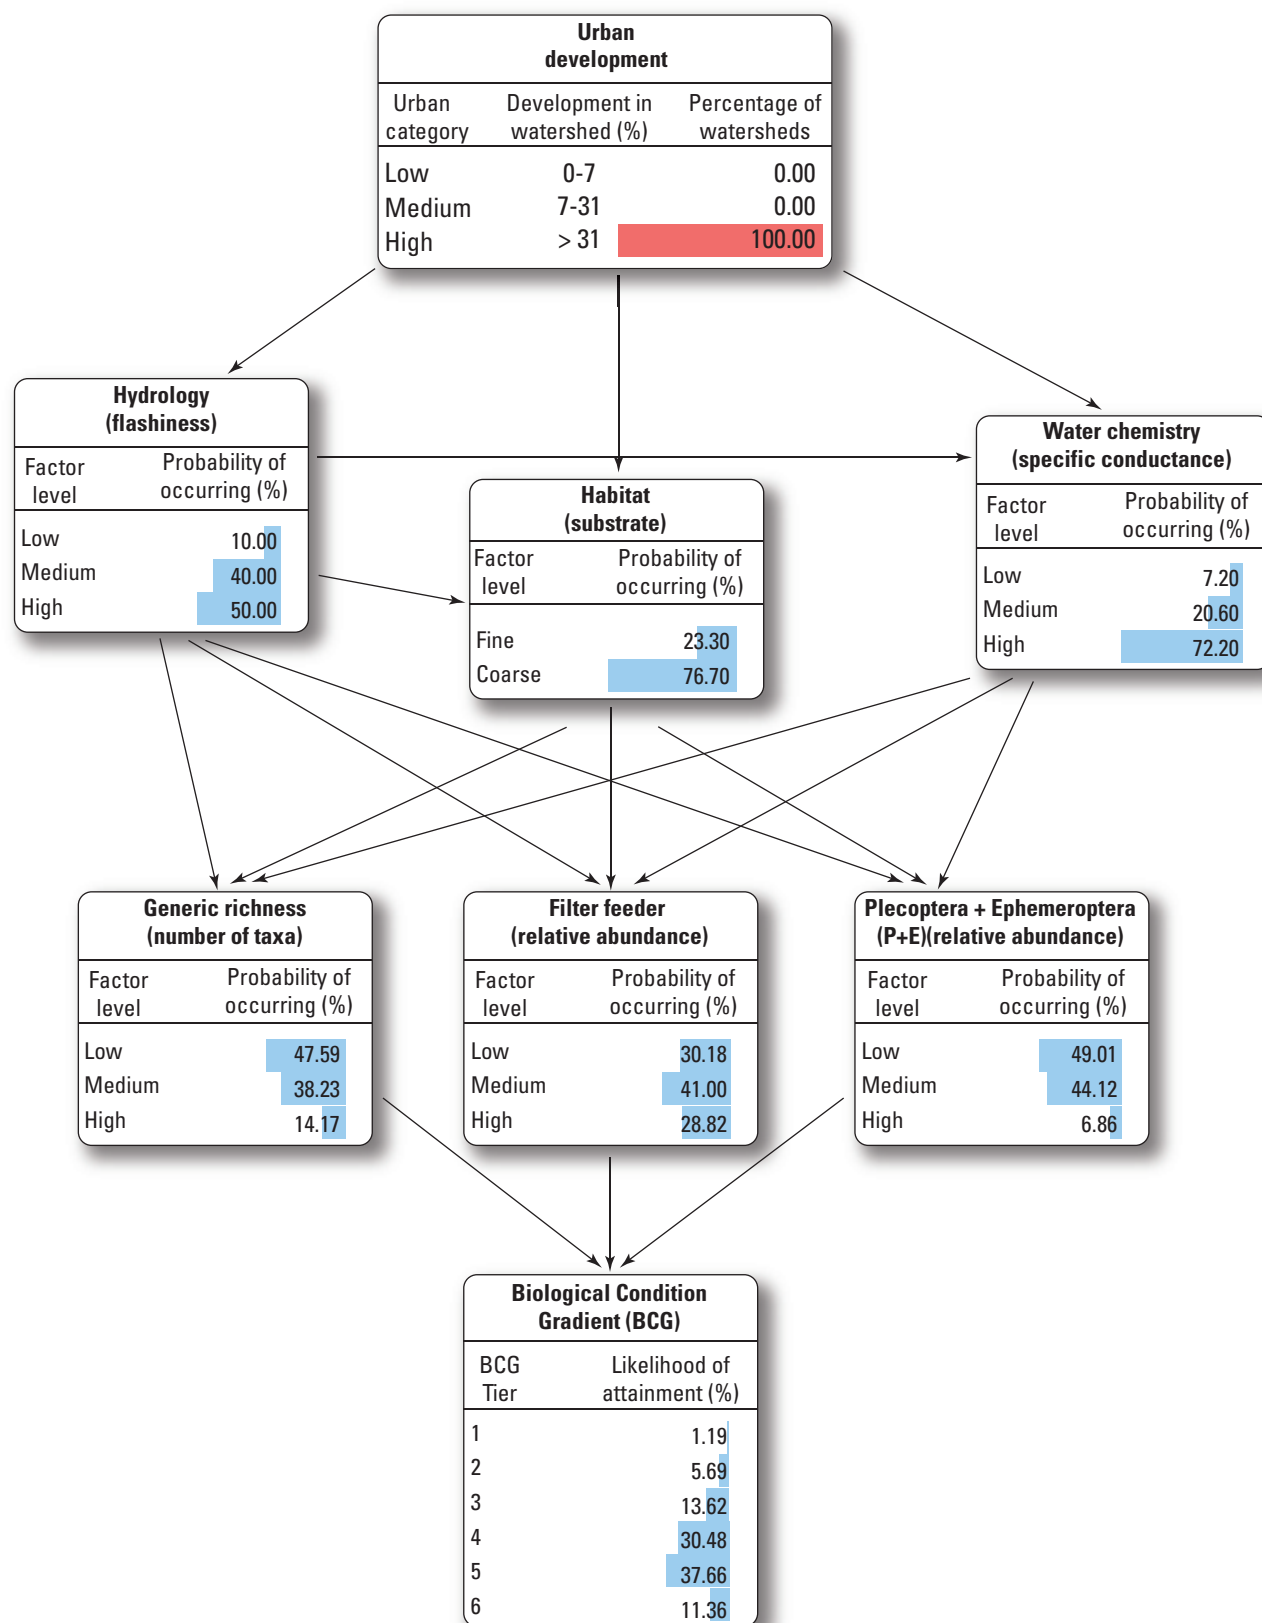 Urban
development
Urban category Development in watershed (%) Percentage of watersheds
Low 0-7 0.00
Medium 7-31 0.00
High > 31 100.00
Hydrology
(flashiness)
Factor level Probability of occurring (%)
Low 10.00
Medium 40.00
High 50.00
Habitat
(substrate)
Factor level Probability of occurring (%)
Fine 23.30
Coarse 76.70
Water chemistry
(specific conductance)
Factor level Probability of occurring (%)
Low 7.20
Medium 20.60
High 72.20
Generic richness
(number of taxa)
Factor level Probability of occurring (%)
Low 47.59
Medium 38.23
High 14.17
Filter feeder
(relative abundance)
Factor level Probability of occurring (%)
Low 30.18
Medium 41.00
High 28.82
Plecoptera + Ephemeroptera
(P+E)(relative abundance)
Factor level Probability of occurring (%)
Low 49.01
Medium 44.12
High 6.86
Biological Condition
Gradient (BCG)
BCG Tier Likelihood of attainment (%)
1 1.19
2 5.69
3 13.62
4 30.48
5 37.66
6 11.36